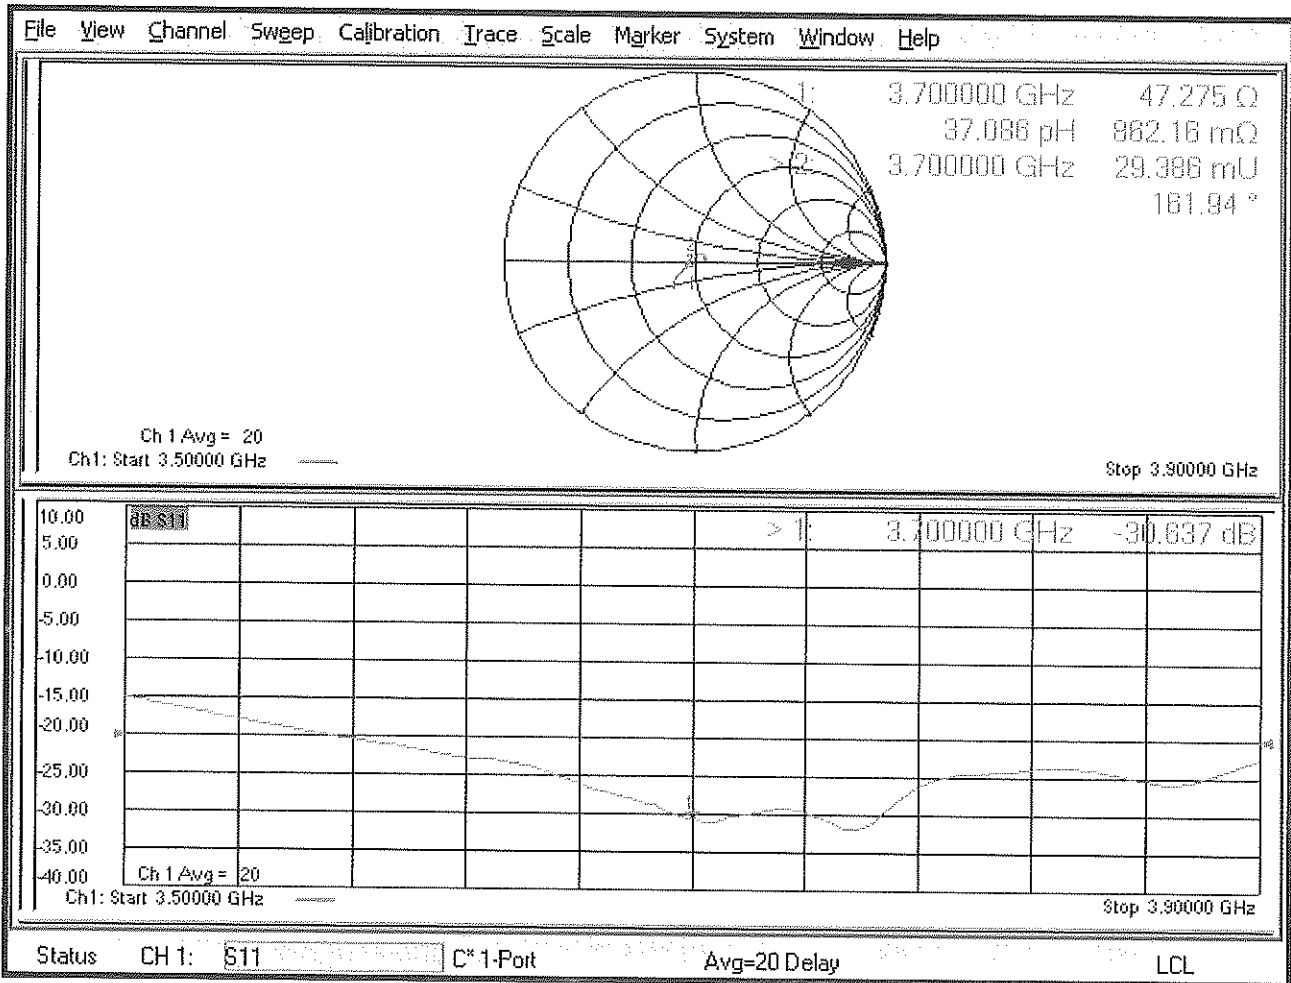 File View Channel Sweep Calibration Trace Scale Marker System Window Help
1: 3.700000 GHz 47.275 Ω
37.086 pH 862.16 mΩ
> 2: 3.700000 GHz 29.386 mU
161.94 °
Ch 1 Avg = 20
Ch1: Start 3.50000 GHz
Stop 3.90000 GHz
10.00
dB S11
> 1: 3.700000 GHz -30.637 dB
5.00
0.00
-5.00
-10.00
-15.00
-20.00
-25.00
-30.00
-35.00
-40.00
Ch 1 Avg = 20
Ch1: Start 3.50000 GHz
Stop 3.90000 GHz
Status CH 1: S11 C* 1-Port Avg=20 Delay LCL